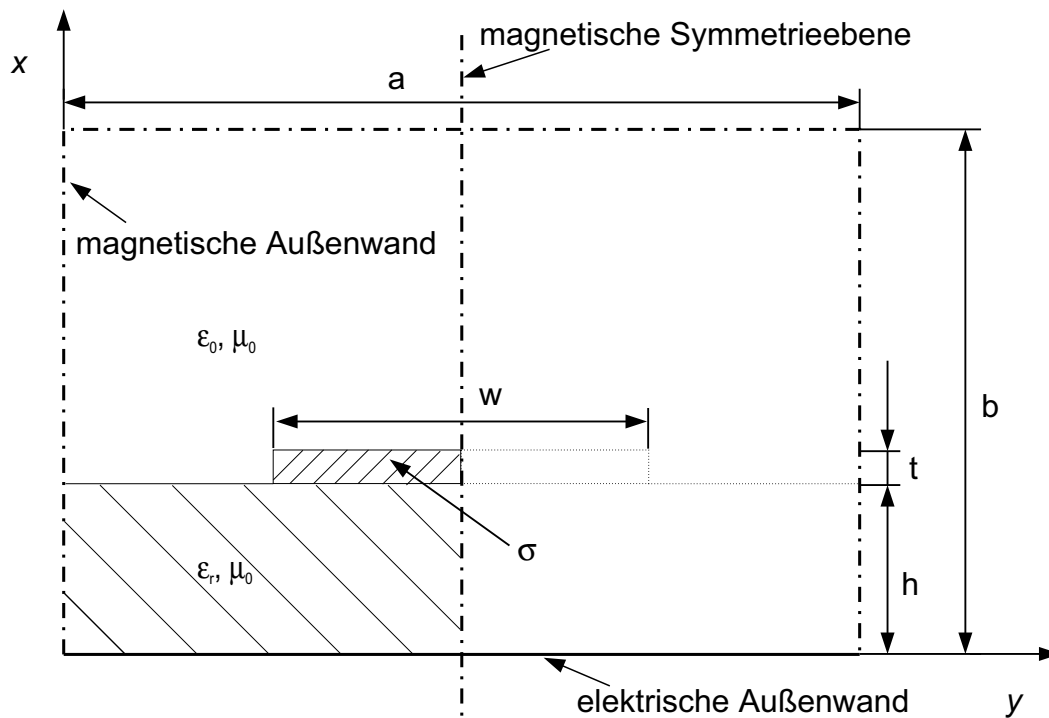 magnetische Symmetrieebene
x
a
magnetische Außenwand
ε₀, μ₀
w
b
t
σ
εᵣ, μ₀
h
elektrische Außenwand
y